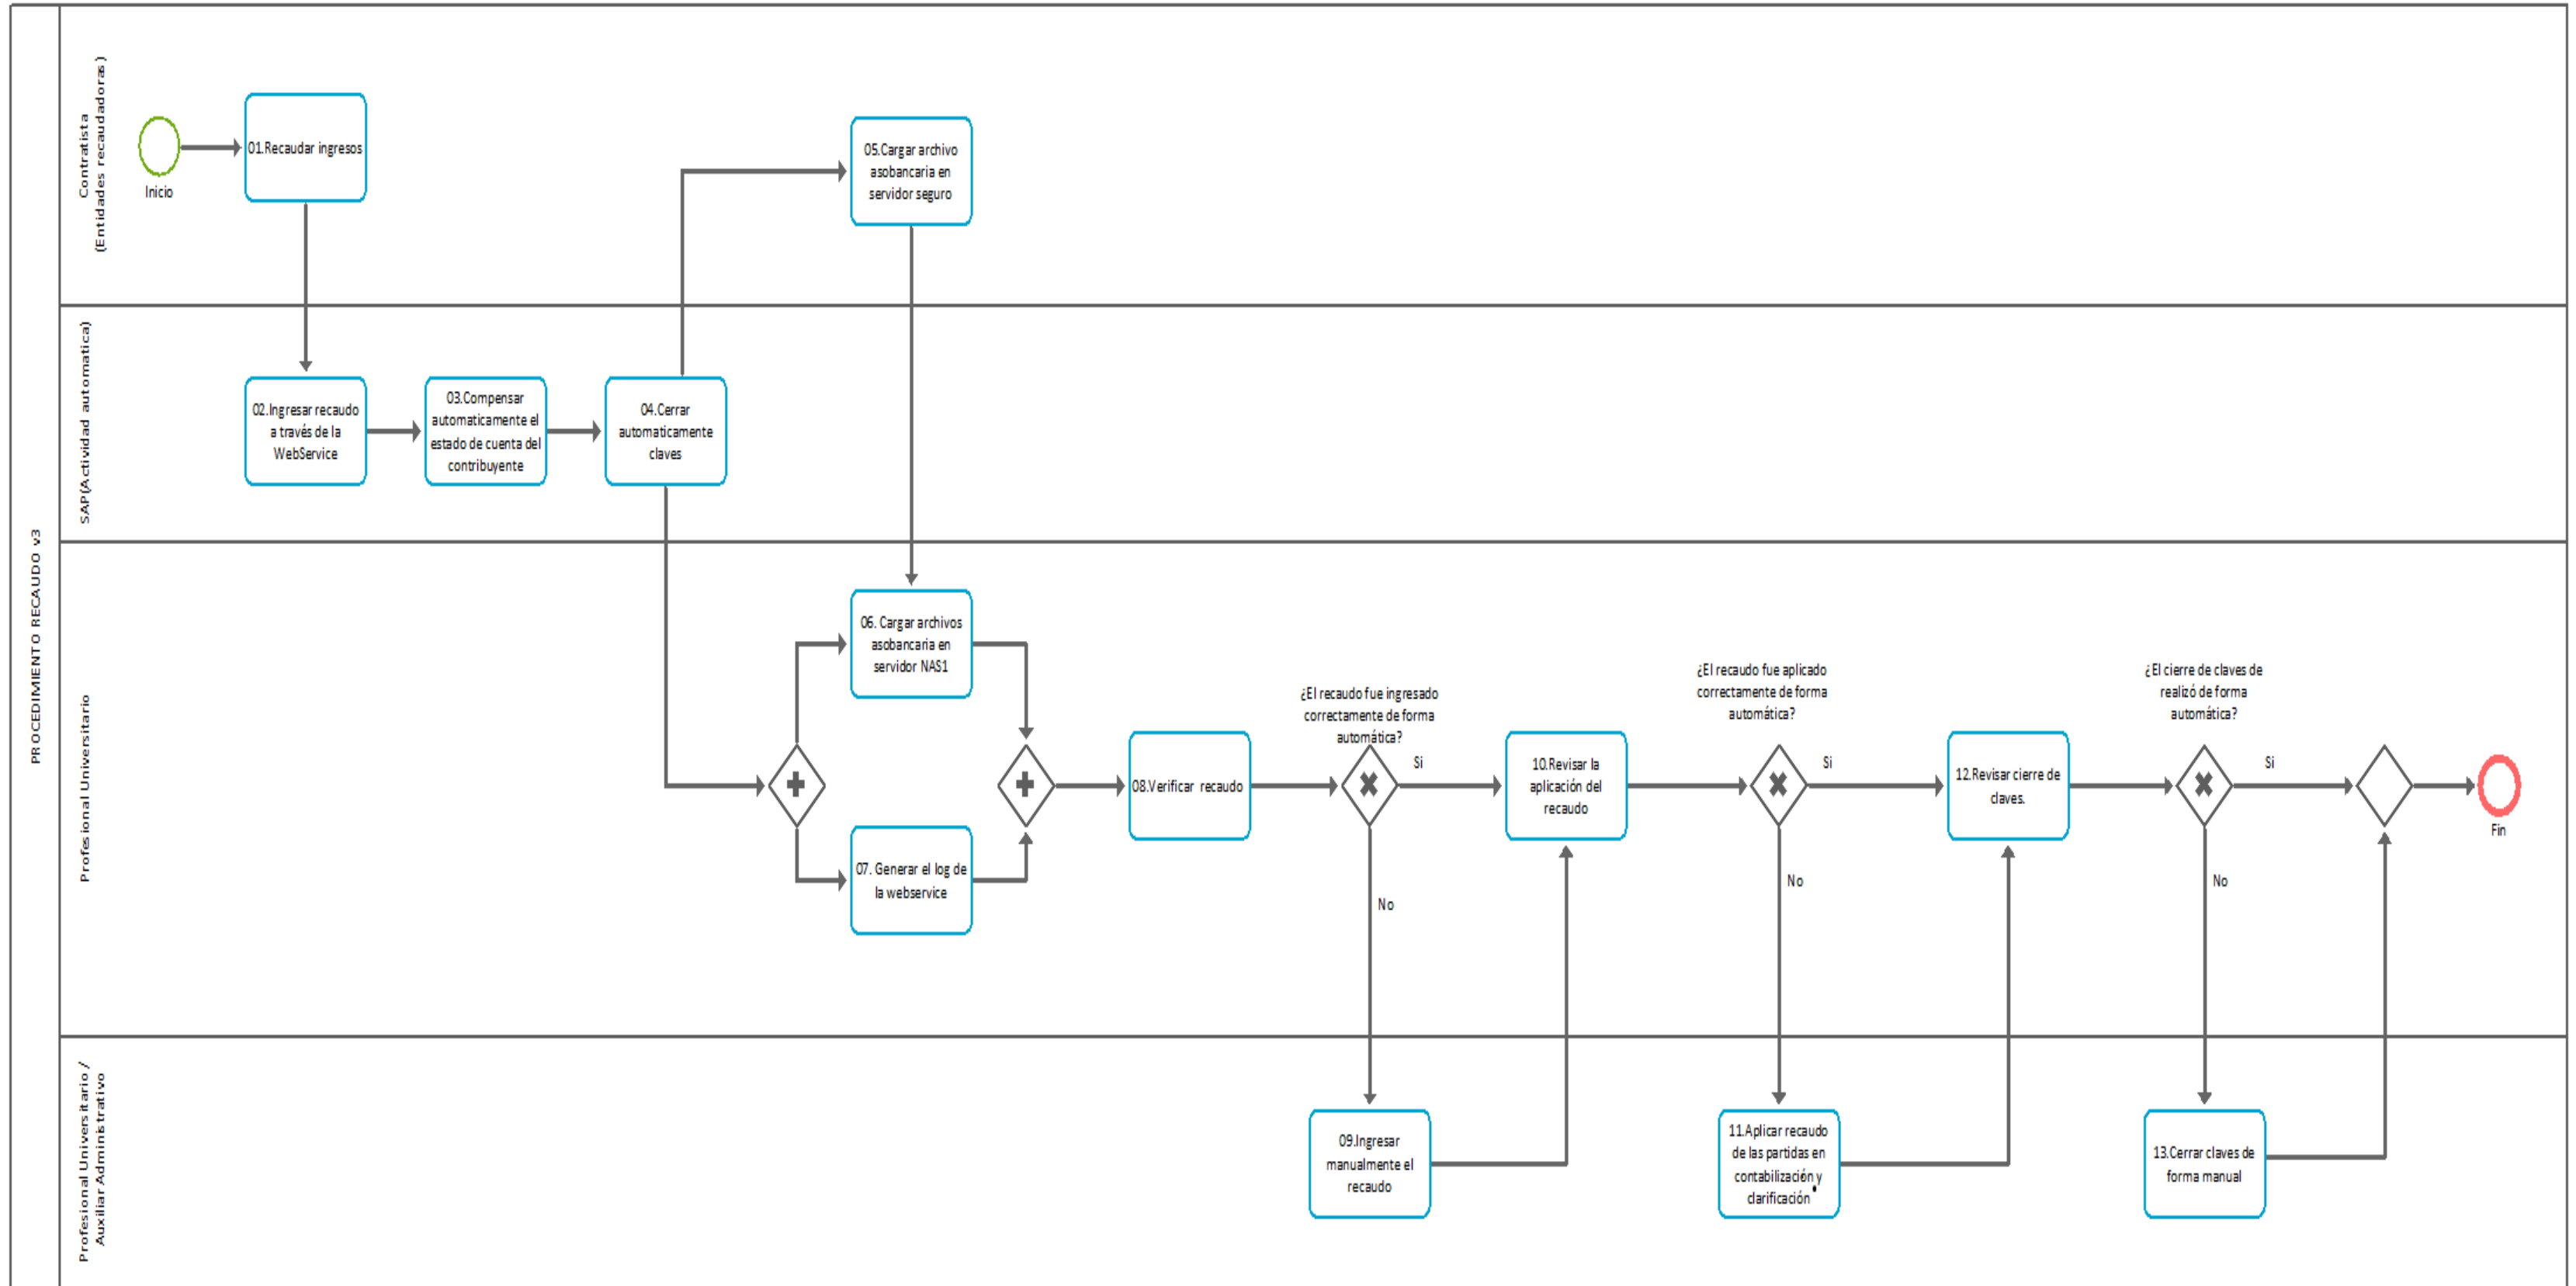 PROCEDIMIENTO RECAUDO v3
Contratista
(Entidades recaudadoras)
Inicio
01.Recaudar ingresos
05.Cargar archivo
asobancaria en
servidor seguro
SAP(Actividad automatica)
02.Ingresar recaudo
a través de la
WebService
03.Compensar
automaticamente el
estado de cuenta del
contribuyente
04.Cerrar
automaticamente
claves
Profesional Universitario
06. Cargar archivos
asobancaria en
servidor NAS1
07. Generar el log de
la webservice
08.Verificar recaudo
¿El recaudo fue ingresado
correctamente de forma
automática?
Si
No
10.Revisar la
aplicación del
recaudo
¿El recaudo fue aplicado
correctamente de forma
automática?
Si
No
12.Revisar cierre de
claves.
¿El cierre de claves de
realizó de forma
automática?
Si
No
Fin
Profesional Universitario /
Auxiliar Administrativo
09.Ingresar
manualmente el
recaudo
11.Aplicar recaudo
de las partidas en
contabilización y
clarificación
13.Cerrar claves de
forma manual